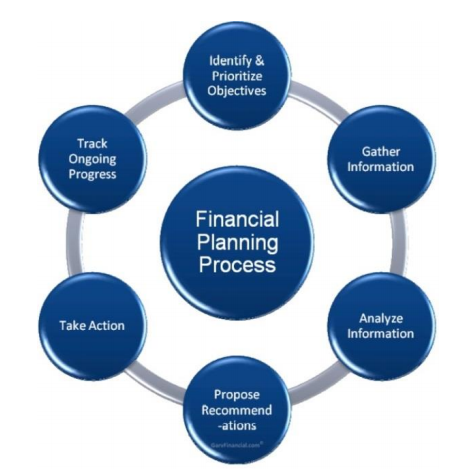 Identify &
Prioritize
Objectives
Gather
Information
Analyze
Information
Propose
Recommend
-ations
Take Action
Track
Ongoing
Progress
Financial
Planning
Process